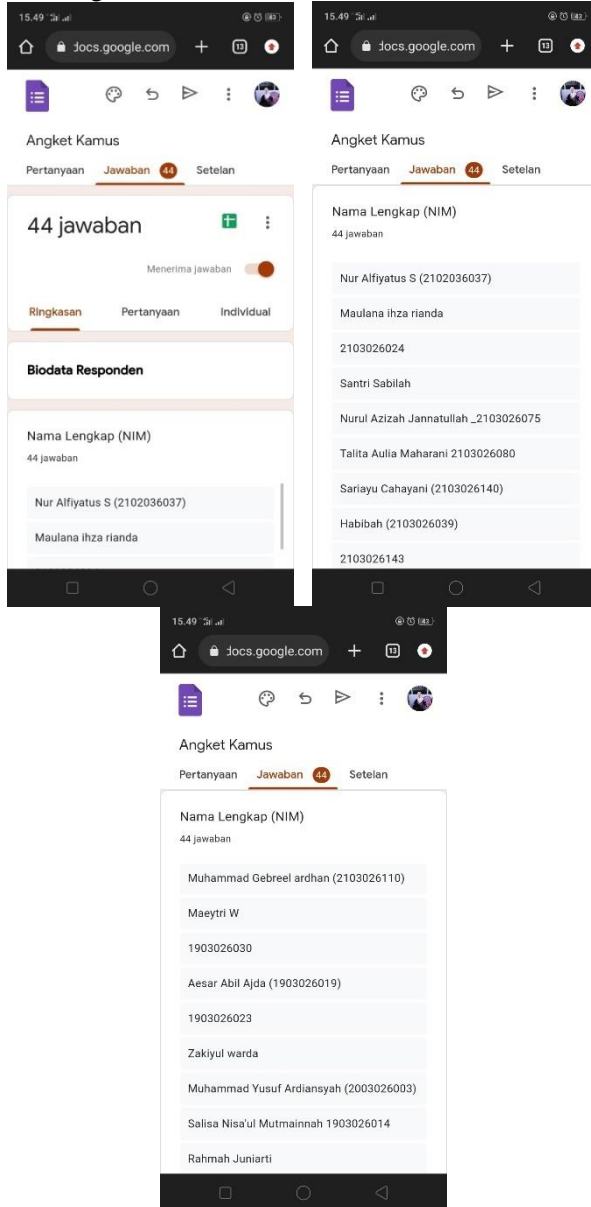 15.49
docs.google.com
13
Angket Kamus
Pertanyaan Jawaban 44 Setelan
44 jawaban
Menerima jawaban
Ringkasan Pertanyaan Individual
Biodata Responden
Nama Lengkap (NIM)
44 jawaban
Nur Alfiyatus S (2102036037)
Maulana ihza rianda
15.49
docs.google.com
13
Angket Kamus
Pertanyaan Jawaban 44 Setelan
Nama Lengkap (NIM)
44 jawaban
Nur Alfiyatus S (2102036037)
Maulana ihza rianda
2103026024
Santri Sabilah
Nurul Azizah Jannatullah _2103026075
Talita Aulia Maharani 2103026080
Sariayu Cahayani (2103026140)
Habibah (2103026039)
2103026143
15.49
docs.google.com
13
Angket Kamus
Pertanyaan Jawaban 44 Setelan
Nama Lengkap (NIM)
44 jawaban
Muhammad Gebreel ardhan (2103026110)
Maeytri W
1903026030
Aesar Abil Ajda (1903026019)
1903026023
Zakiyul warda
Muhammad Yusuf Ardiansyah (2003026003)
Salisa Nisa'ul Mutmainnah 1903026014
Rahmah Juniarti